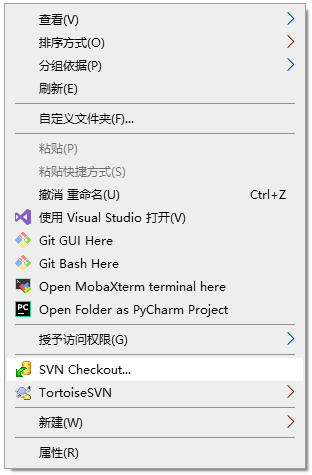 查看(V)
排序方式(O)
分组依据(P)
刷新(E)
自定义文件夹(F)...
粘贴(P)
粘贴快捷方式(S)
撤消 重命名(U) Ctrl+Z
使用 Visual Studio 打开(V)
Git GUI Here
Git Bash Here
Open MobaXterm terminal here
Open Folder as PyCharm Project
授予访问权限(G)
SVN Checkout...
TortoiseSVN
新建(W)
属性(R)